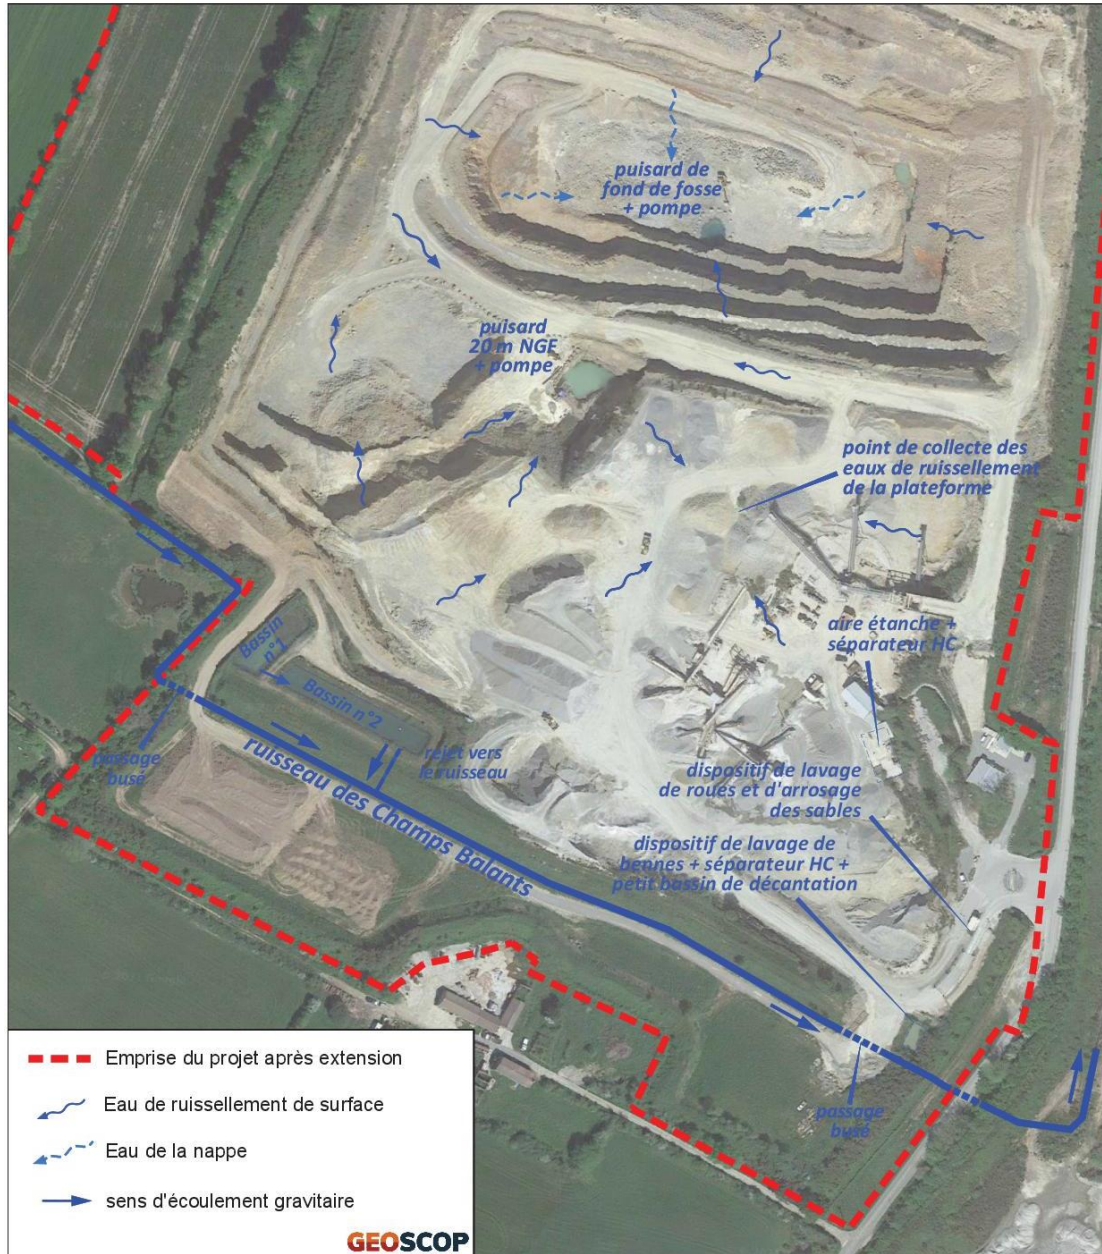 puisard de
fond de fosse
+ pompe
puisard
20 m NGF
+ pompe
point de collecte des
eaux de ruissellement
de la plateforme
aire étanche +
séparateur HC
Bassin
n°1
Bassin n°2
rejet vers
le ruisseau
passage
busé
ruisseau des Champs Balants
dispositif de lavage
de roues et d'arrosage
des sables
dispositif de lavage de
bennes + séparateur HC +
petit bassin de décantation
passage
busé
Emprise du projet après extension
Eau de ruissellement de surface
Eau de la nappe
sens d'écoulement gravitaire
GEOSCOP